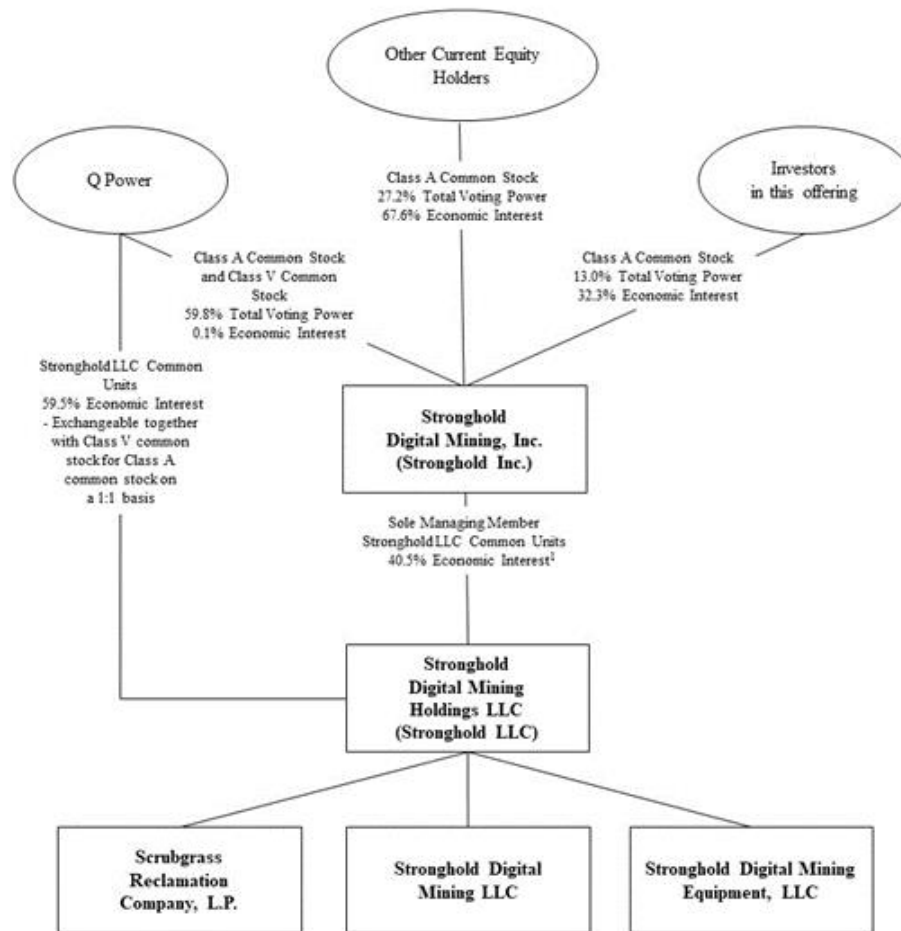 Other Current Equity
Holders
Q Power
Investors
in this offering
Class A Common Stock
27.2% Total Voting Power
67.6% Economic Interest
Class A Common Stock
and Class V Common
Stock
59.8% Total Voting Power
0.1% Economic Interest
Class A Common Stock
13.0% Total Voting Power
32.3% Economic Interest
Stronghold LLC Common
Units
59.5% Economic Interest
- Exchangeable together
with Class V common
stock for Class A
common stock on
a 1:1 basis
Stronghold
Digital Mining, Inc.
(Stronghold Inc.)
Sole Managing Member
Stronghold LLC Common Units
40.5% Economic Interest¹
Stronghold
Digital Mining
Holdings LLC
(Stronghold LLC)
Scrubgrass
Reclamation
Company, L.P.
Stronghold Digital
Mining LLC
Stronghold Digital Mining
Equipment, LLC